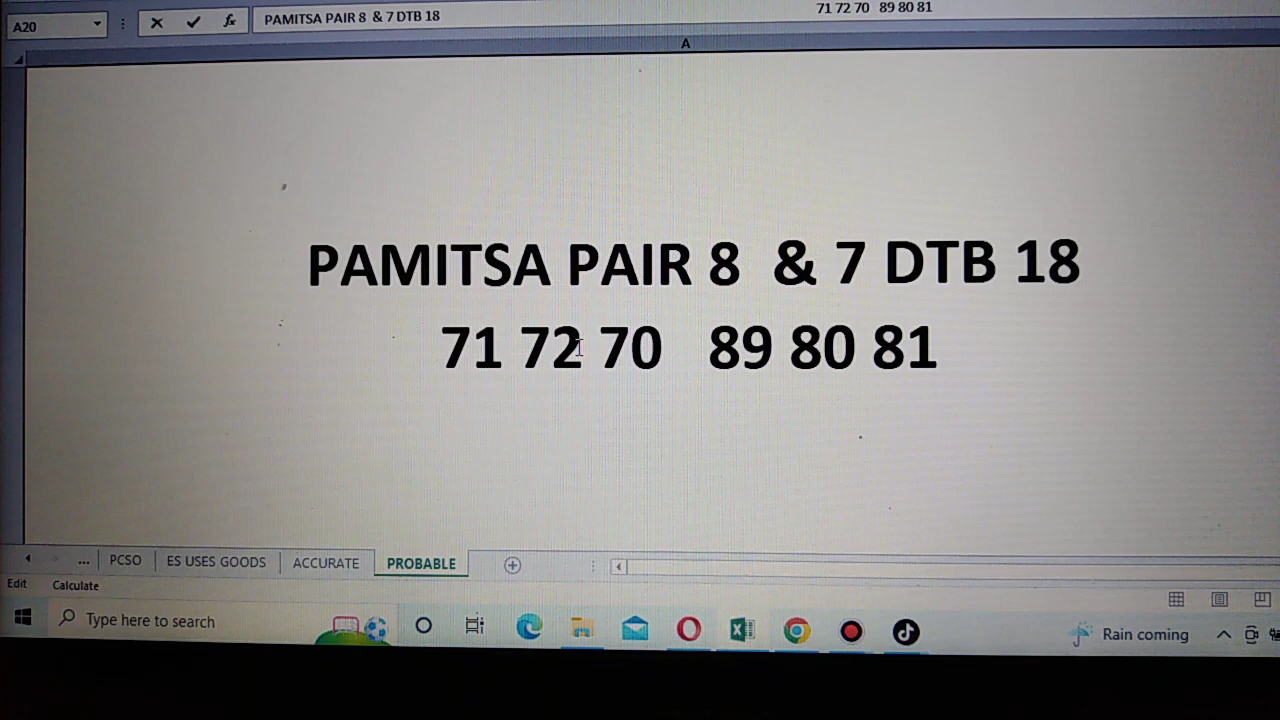 71 72 70 89 80 81
A20 PAMITSA PAIR 8 & 7 DTB 18
A
PAMITSA PAIR 8 & 7 DTB 18
71 72 70 89 80 81
... PCSO ES USES GOODS ACCURATE PROBABLE
Edit Calculate
Type here to search
Rain coming